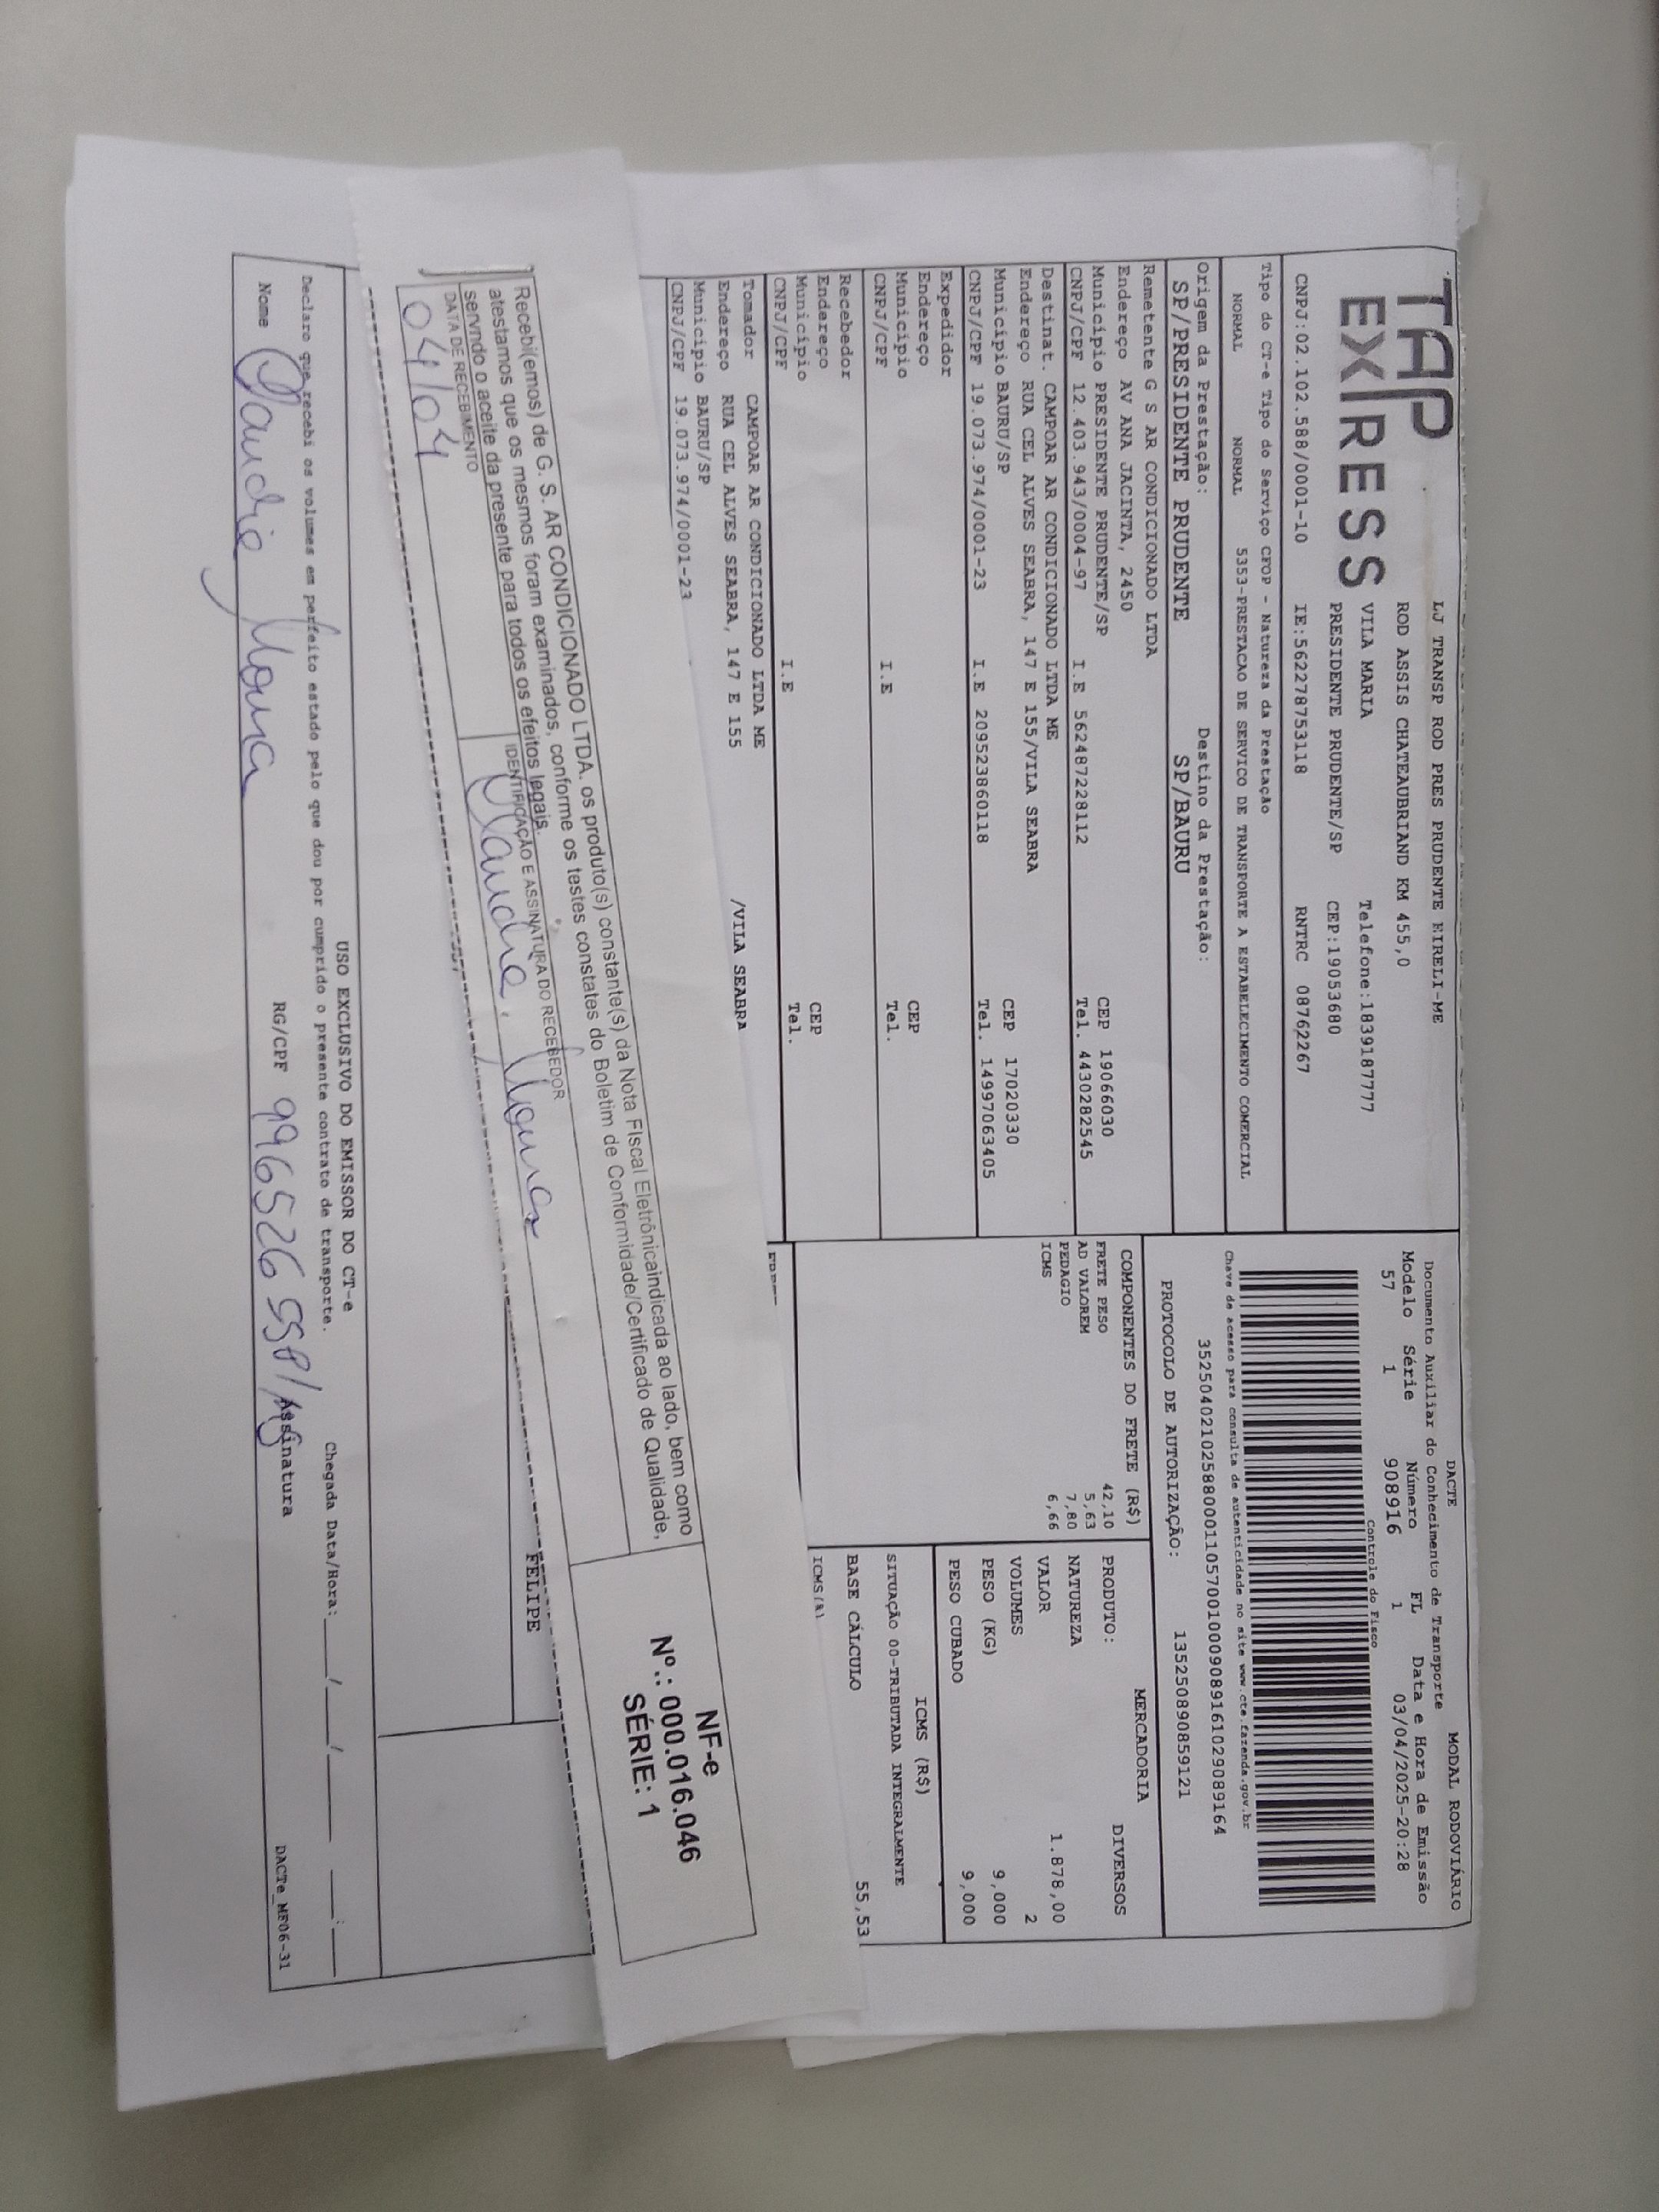 TAP
EXPRESS
LJ TRANSP ROD PRES PRUDENTE EIRELI-ME
ROD ASSIS CHATEAUBRIAND KM 455,0
VILA MARIA Telefone:1839187777
PRESIDENTE PRUDENTE/SP CEP:19053680
CNPJ:02.102.588/0001-10 IE:562278753118 RNTRC 08762267
Tipo do CT-e Tipo do Serviço CFOP - Natureza da Prestação
NORMAL NORMAL 5353-PRESTACAO DE SERVICO DE TRANSPORTE A ESTABELECIMENTO COMERCIAL
Origem da Prestação: Destino da Prestação:
SP/PRESIDENTE PRUDENTE SP/BAURU
Remetente G S AR CONDICIONADO LTDA
Endereço AV ANA JACINTA, 2450
Município PRESIDENTE PRUDENTE/SP CEP 19066030
CNPJ/CPF 12.403.943/0004-97 I.E 562487228112 Tel. 4430282545
Destinat. CAMPOAR AR CONDICIONADO LTDA ME
Endereço RUA CEL ALVES SEABRA, 147 E 155/VILA SEABRA
Município BAURU/SP CEP 17020330
CNPJ/CPF 19.073.974/0001-23 I.E 209523860118 Tel. 14997063405
Expedidor
Endereço
Município CEP
CNPJ/CPF I.E Tel.
Recebedor
Endereço
Município CEP
CNPJ/CPF I.E Tel.
Tomador CAMPOAR AR CONDICIONADO LTDA ME
Endereço RUA CEL ALVES SEABRA, 147 E 155 /VILA SEABRA
Município BAURU/SP
CNPJ/CPF 19.073.974/0001-23
DACTE MODAL RODOVIÁRIO
Documento Auxiliar do Conhecimento de Transporte
Modelo Série Número FL Data e Hora de Emissão
57 1 908916 1 03/04/2025-20:28
Controle do Fisco
Chave de acesso para consulta de autenticidade no site www.cte.fazenda.gov.br
35250402102588000110570010009089161029089164
PROTOCOLO DE AUTORIZAÇÃO: 135250890859121
COMPONENTES DO FRETE (R$)
FRETE PESO 42,10
AD VALOREM 5,63
PEDAGIO 7,80
ICMS 6,66
MERCADORIA
PRODUTO: DIVERSOS
NATUREZA
VALOR 1.878,00
VOLUMES 2
PESO (KG) 9,000
PESO CUBADO 9,000
ICMS (R$)
SITUAÇÃO 00-TRIBUTADA INTEGRALMENTE
BASE CÁLCULO 55,53
ICMS(%)
Recebi(emos) de G. S. AR CONDICIONADO LTDA. os produto(s) constante(s) da Nota Fiscal Eletrônicaindicada ao lado, bem como
atestamos que os mesmos foram examinados, conforme os testes constates do Boletim de Conformidade/Certificado de Qualidade,
servndo o aceite da presente para todos os efeitos legais.
DATA DE RECEBIMENTO IDENTIFICAÇÃO E ASSINATURA DO RECEBEDOR
04/04
NF-e
Nº.: 000.016.046
SÉRIE: 1
FELIPE
USO EXCLUSIVO DO EMISSOR DO CT-e
Declaro que recebi os volumes em perfeito estado pelo que dou por cumprido o presente contrato de transporte. Chegada Data/Hora:___/___/_____ ___:___
Nome RG/CPF 9965526 SSP/ Assinatura
DACTe_MF06-31